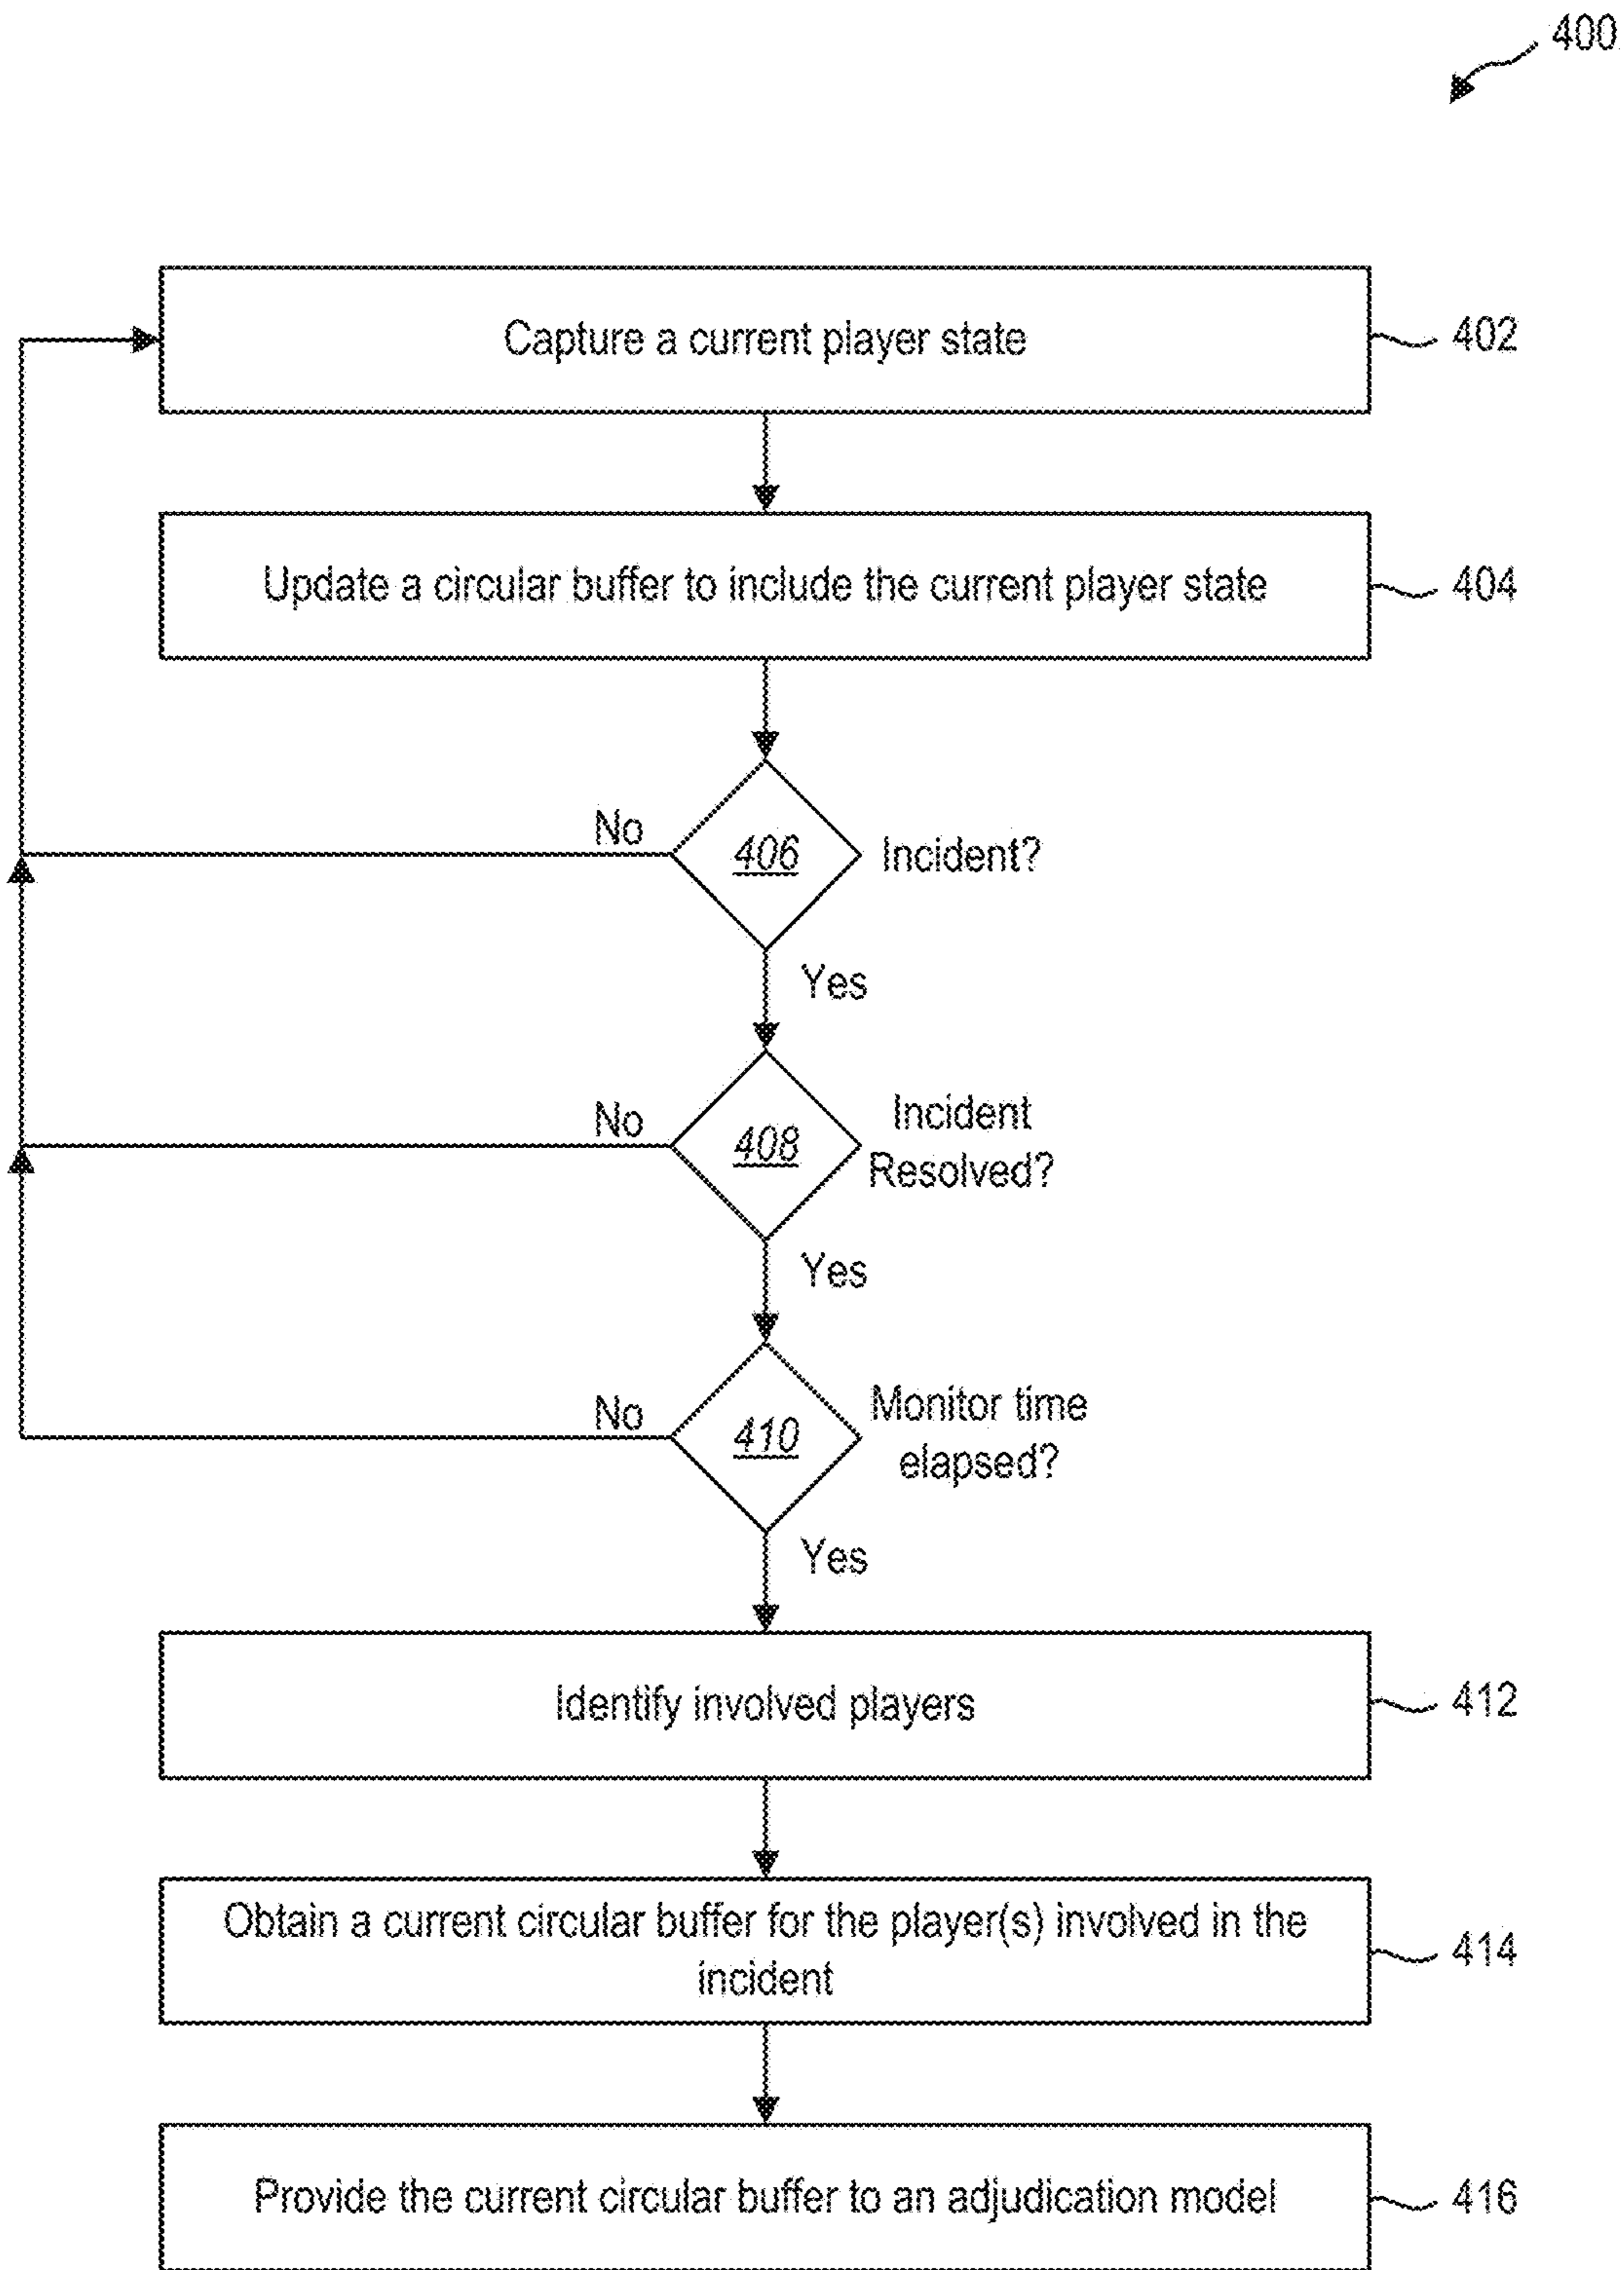 400
Capture a current player state
402
Update a circular buffer to include the current player state
404
No
406
Incident?
Yes
No
408
Incident
Resolved?
Yes
No
410
Monitor time
elapsed?
Yes
Identify involved players
412
Obtain a current circular buffer for the player(s) involved in the
incident
414
Provide the current circular buffer to an adjudication model
416